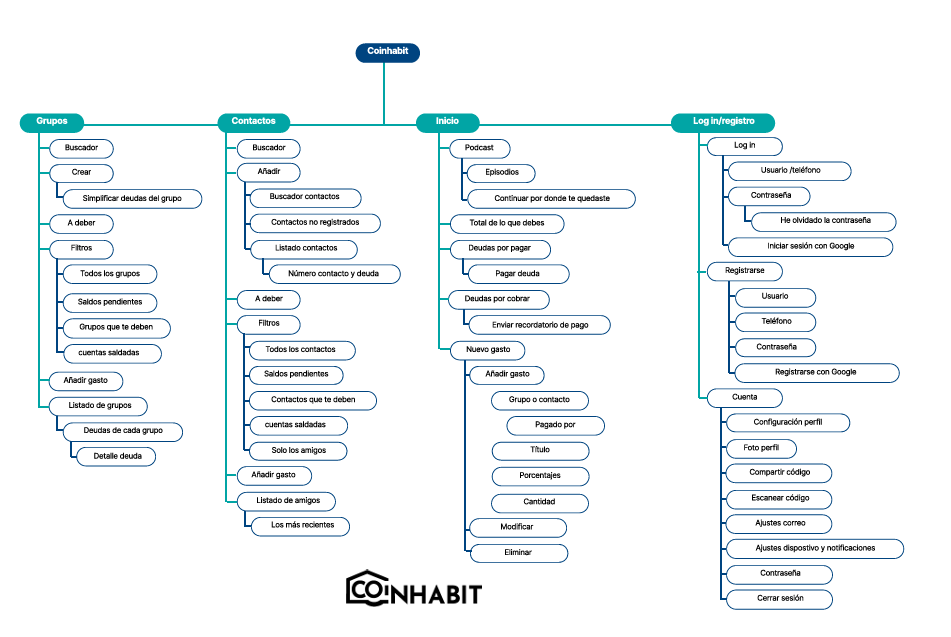 Coinhabit
Grupos
Buscador
Crear
Simplificar deudas del grupo
A deber
Filtros
Todos los grupos
Saldos pendientes
Grupos que te deben
cuentas saldadas
Añadir gasto
Listado de grupos
Deudas de cada grupo
Detalle deuda
Contactos
Buscador
Añadir
Buscador contactos
Contactos no registrados
Listado contactos
Número contacto y deuda
A deber
Filtros
Todos los contactos
Saldos pendientes
Contactos que te deben
cuentas saldadas
Solo los amigos
Añadir gasto
Listado de amigos
Los más recientes
Inicio
Podcast
Episodios
Continuar por donde te quedaste
Total de lo que debes
Deudas por pagar
Pagar deuda
Deudas por cobrar
Enviar recordatorio de pago
Nuevo gasto
Añadir gasto
Grupo o contacto
Pagado por
Título
Porcentajes
Cantidad
Modificar
Eliminar
Log in/registro
Log in
Usuario /teléfono
Contraseña
He olvidado la contraseña
Iniciar sesión con Google
Registrarse
Usuario
Teléfono
Contraseña
Registrarse con Google
Cuenta
Configuración perfil
Foto perfil
Compartir código
Escanear código
Ajustes correo
Ajustes dispostivo y notificaciones
Contraseña
Cerrar sesión
COINHABIT